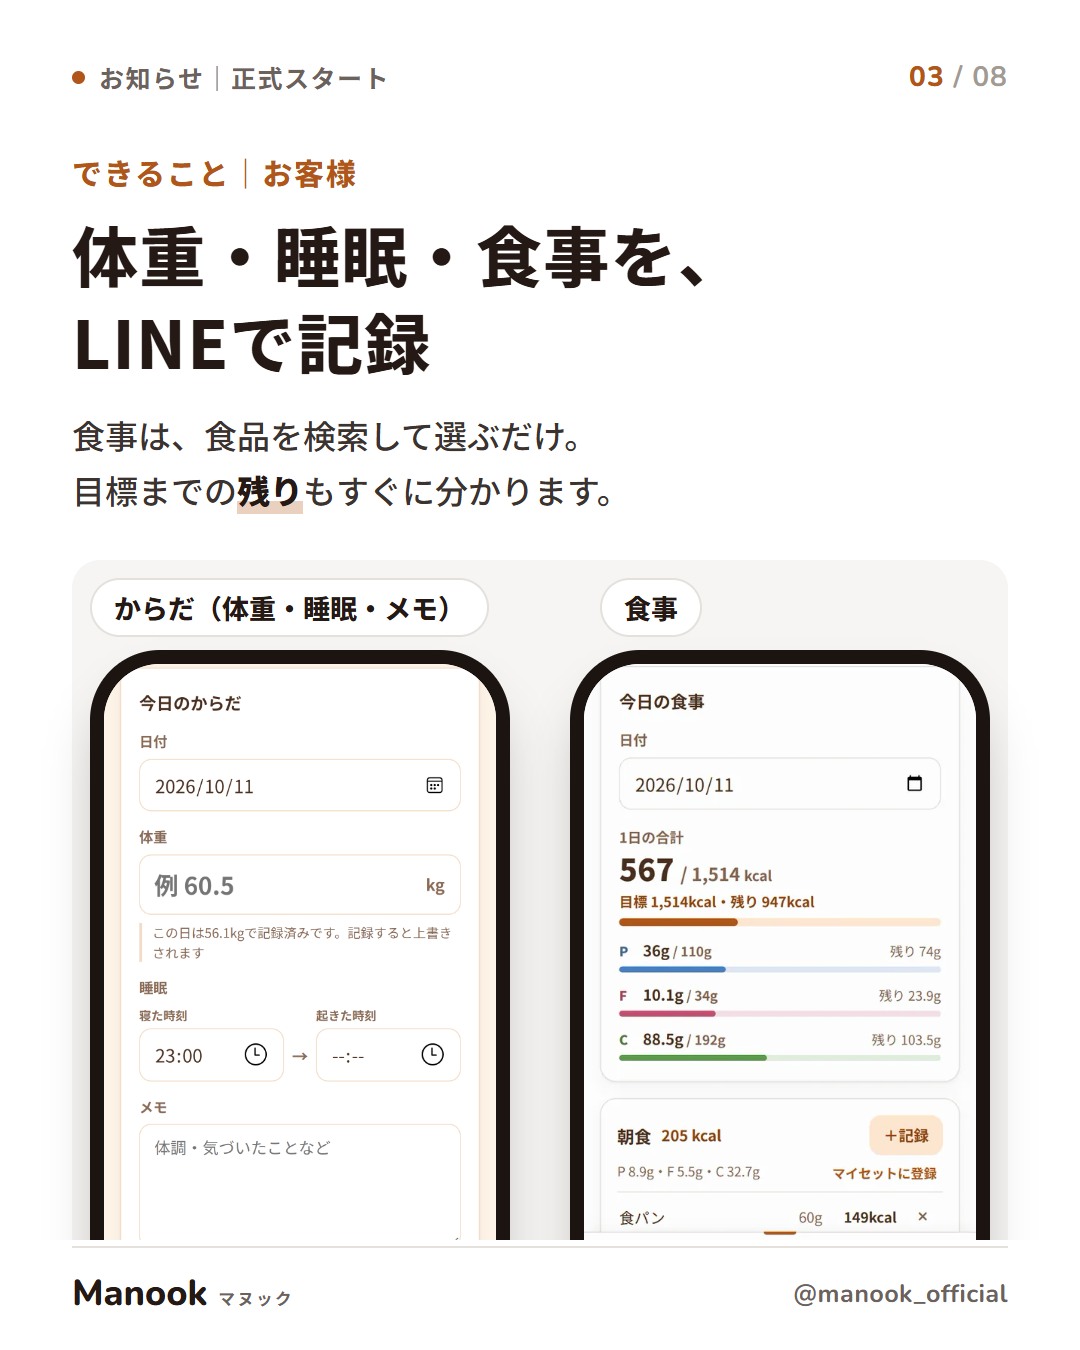 お知らせ｜正式スタート
03 / 08
できること｜お客様
体重・睡眠・食事を、
LINEで記録
食事は、食品を検索して選ぶだけ。
目標までの残りもすぐに分かります。
からだ（体重・睡眠・メモ）
今日のからだ
日付
2026/10/11
体重
例 60.5 kg
この日は56.1kgで記録済みです。記録すると上書き
されます
睡眠
寝た時刻 起きた時刻
23:00 → --:--
メモ
体調・気づいたことなど
食事
今日の食事
日付
2026/10/11
1日の合計
567 / 1,514 kcal
目標 1,514kcal・残り 947kcal
P 36g / 110g 残り 74g
F 10.1g / 34g 残り 23.9g
C 88.5g / 192g 残り 103.5g
朝食 205 kcal ＋記録
P 8.9g・F 5.5g・C 32.7g マイセットに登録
食パン 60g 149kcal ×
Manook マヌック
@manook_official